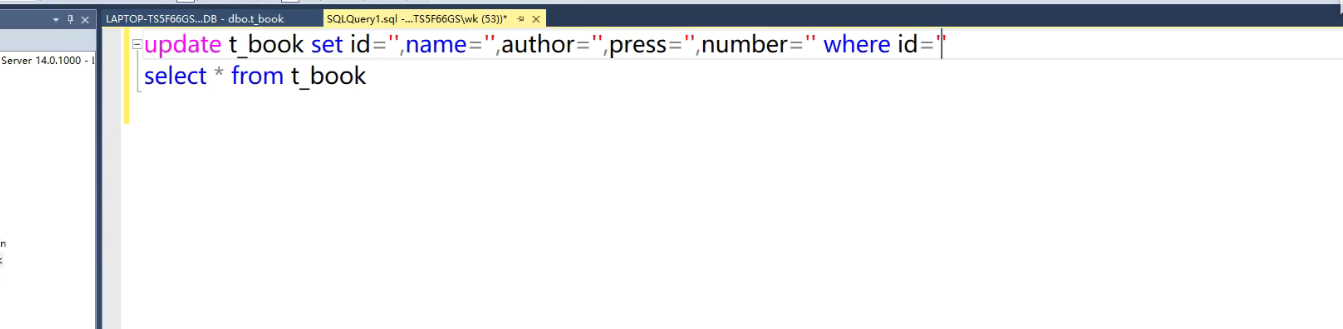 LAPTOP-TS5F66GS...DB - dbo.t_book
SQLQuery1.sql -...TS5F66GS\wk (53))*
Server 14.0.1000 -
update t_book set id='',name='',author='',press='',number='' where id=''
select * from t_book